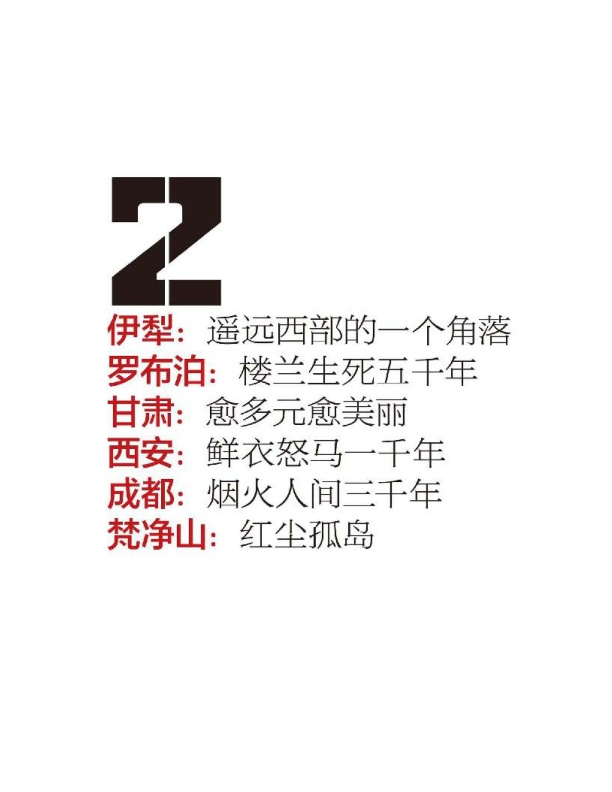 2
伊犁：遥远西部的一个角落
罗布泊：楼兰生死五千年
甘肃：愈多元愈美丽
西安：鲜衣怒马一千年
成都：烟火人间三千年
梵净山：红尘孤岛